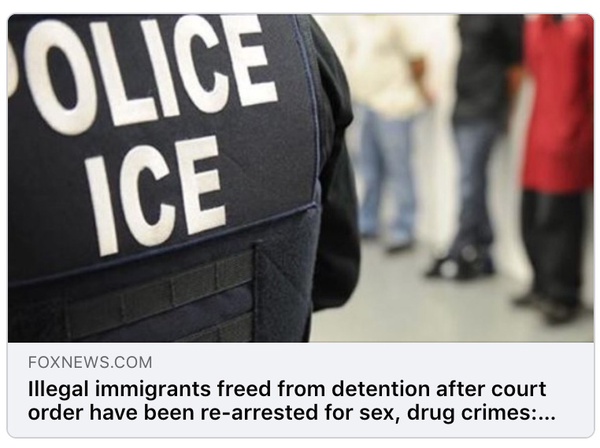 POLICE
ICE
FOXNEWS.COM
Illegal immigrants freed from detention after court
order have been re-arrested for sex, drug crimes:...